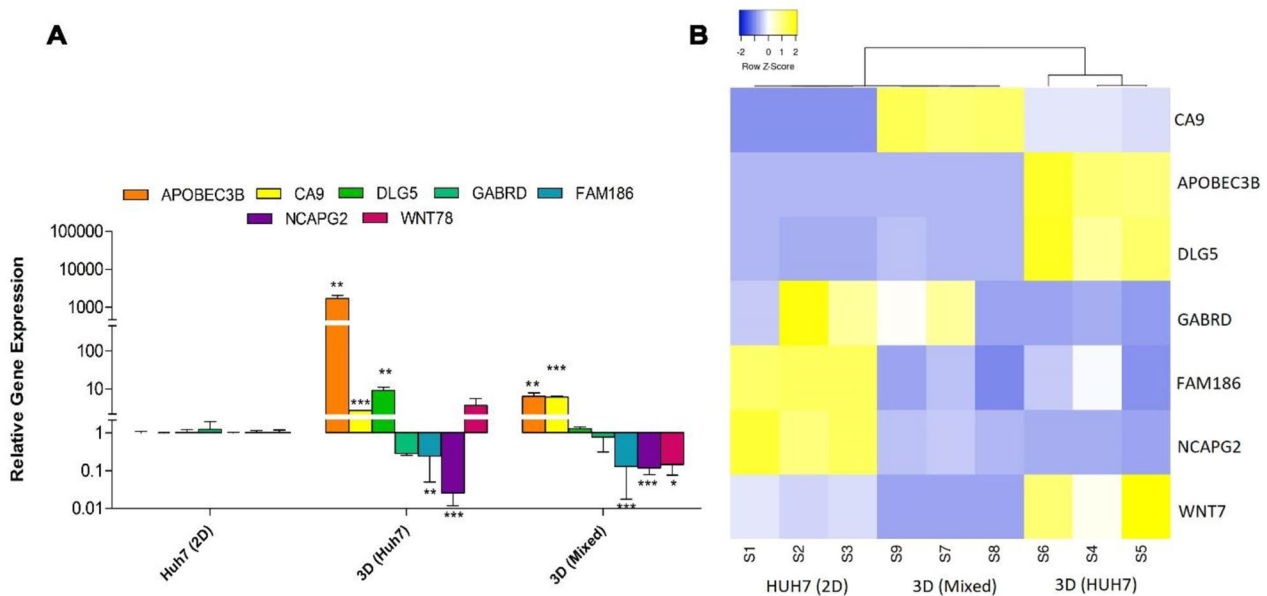 A
APOBEC3B CA9 DLG5 GABRD FAM186
NCAPG2 WNT78
Relative Gene Expression
100000
10000
1000
100
10
1
0.1
0.01
**
***
**
**
***
**
***
***
***
*
Huh7 (2D)
3D (Huh7)
3D (Mixed)
B
-2 0 1 2
Row Z-Score
CA9
APOBEC3B
DLG5
GABRD
FAM186
NCAPG2
WNT7
S1 S2 S3 S9 S7 S8 S6 S4 S5
HUH7 (2D) 3D (Mixed) 3D (HUH7)